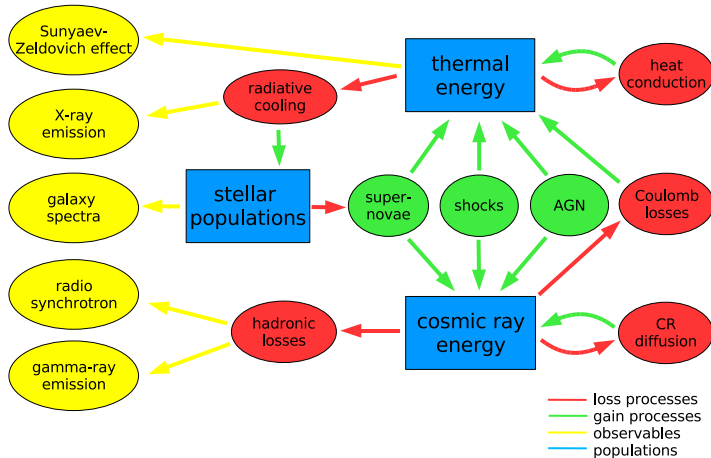 Sunyaev-
Zeldovich effect
thermal
energy
heat
conduction
radiative
cooling
X-ray
emission
stellar
populations
galaxy
spectra
super-
novae
shocks
AGN
Coulomb
losses
radio
synchrotron
hadronic
losses
cosmic ray
energy
CR
diffusion
gamma-ray
emission
loss processes
gain processes
observables
populations